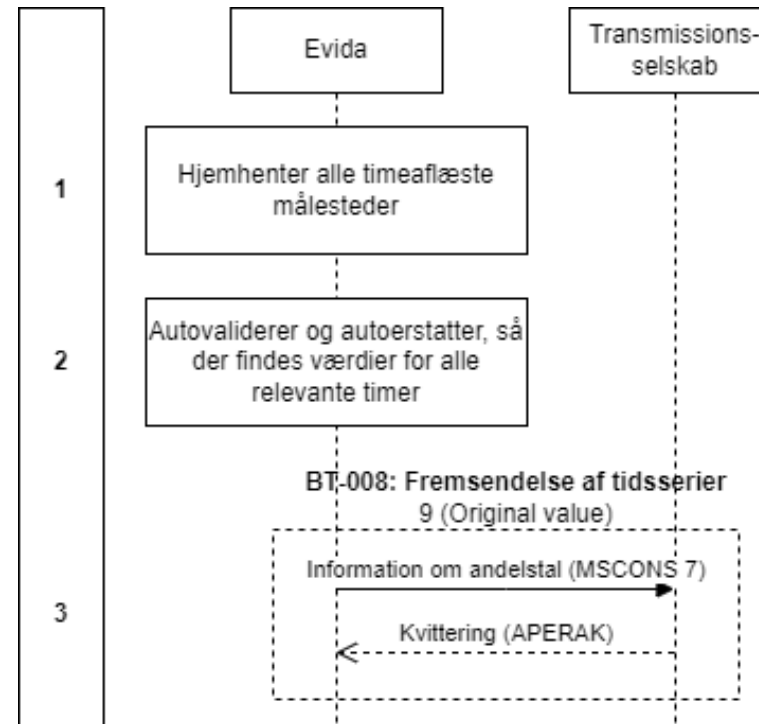 Evida
Transmissions-
selskab
1
Hjemhenter alle timeaflæste
målesteder
2
Autovaliderer og autoerstatter, så
der findes værdier for alle
relevante timer
BT-008: Fremsendelse af tidsserier
9 (Original value)
3
Information om andelstal (MSCONS 7)
Kvittering (APERAK)